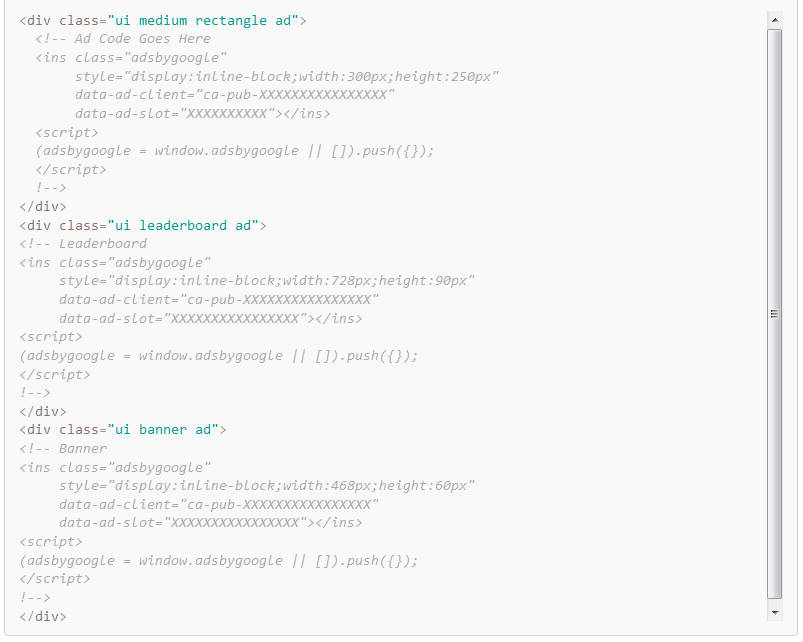 <div class="ui medium rectangle ad">
  <!-- Ad Code Goes Here
  <ins class="adsbygoogle"
       style="display:inline-block;width:300px;height:250px"
       data-ad-client="ca-pub-XXXXXXXXXXXXXXXX"
       data-ad-slot="XXXXXXXXXX"></ins>
  <script>
  (adsbygoogle = window.adsbygoogle || []).push({});
  </script>
  !-->
</div>
<div class="ui leaderboard ad">
<!-- Leaderboard
<ins class="adsbygoogle"
     style="display:inline-block;width:728px;height:90px"
     data-ad-client="ca-pub-XXXXXXXXXXXXXXXX"
     data-ad-slot="XXXXXXXXXXXXXXXX"></ins>
<script>
(adsbygoogle = window.adsbygoogle || []).push({});
</script>
!-->
</div>
<div class="ui banner ad">
<!-- Banner
<ins class="adsbygoogle"
     style="display:inline-block;width:468px;height:60px"
     data-ad-client="ca-pub-XXXXXXXXXXXXXXXX"
     data-ad-slot="XXXXXXXXXXXXXXXX"></ins>
<script>
(adsbygoogle = window.adsbygoogle || []).push({});
</script>
!-->
</div>